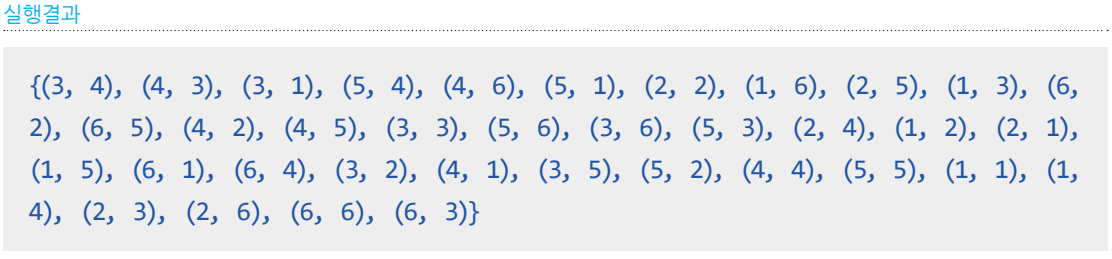 실행결과
{(3, 4), (4, 3), (3, 1), (5, 4), (4, 6), (5, 1), (2, 2), (1, 6), (2, 5), (1, 3), (6,
2), (6, 5), (4, 2), (4, 5), (3, 3), (5, 6), (3, 6), (5, 3), (2, 4), (1, 2), (2, 1),
(1, 5), (6, 1), (6, 4), (3, 2), (4, 1), (3, 5), (5, 2), (4, 4), (5, 5), (1, 1), (1,
4), (2, 3), (2, 6), (6, 6), (6, 3)}